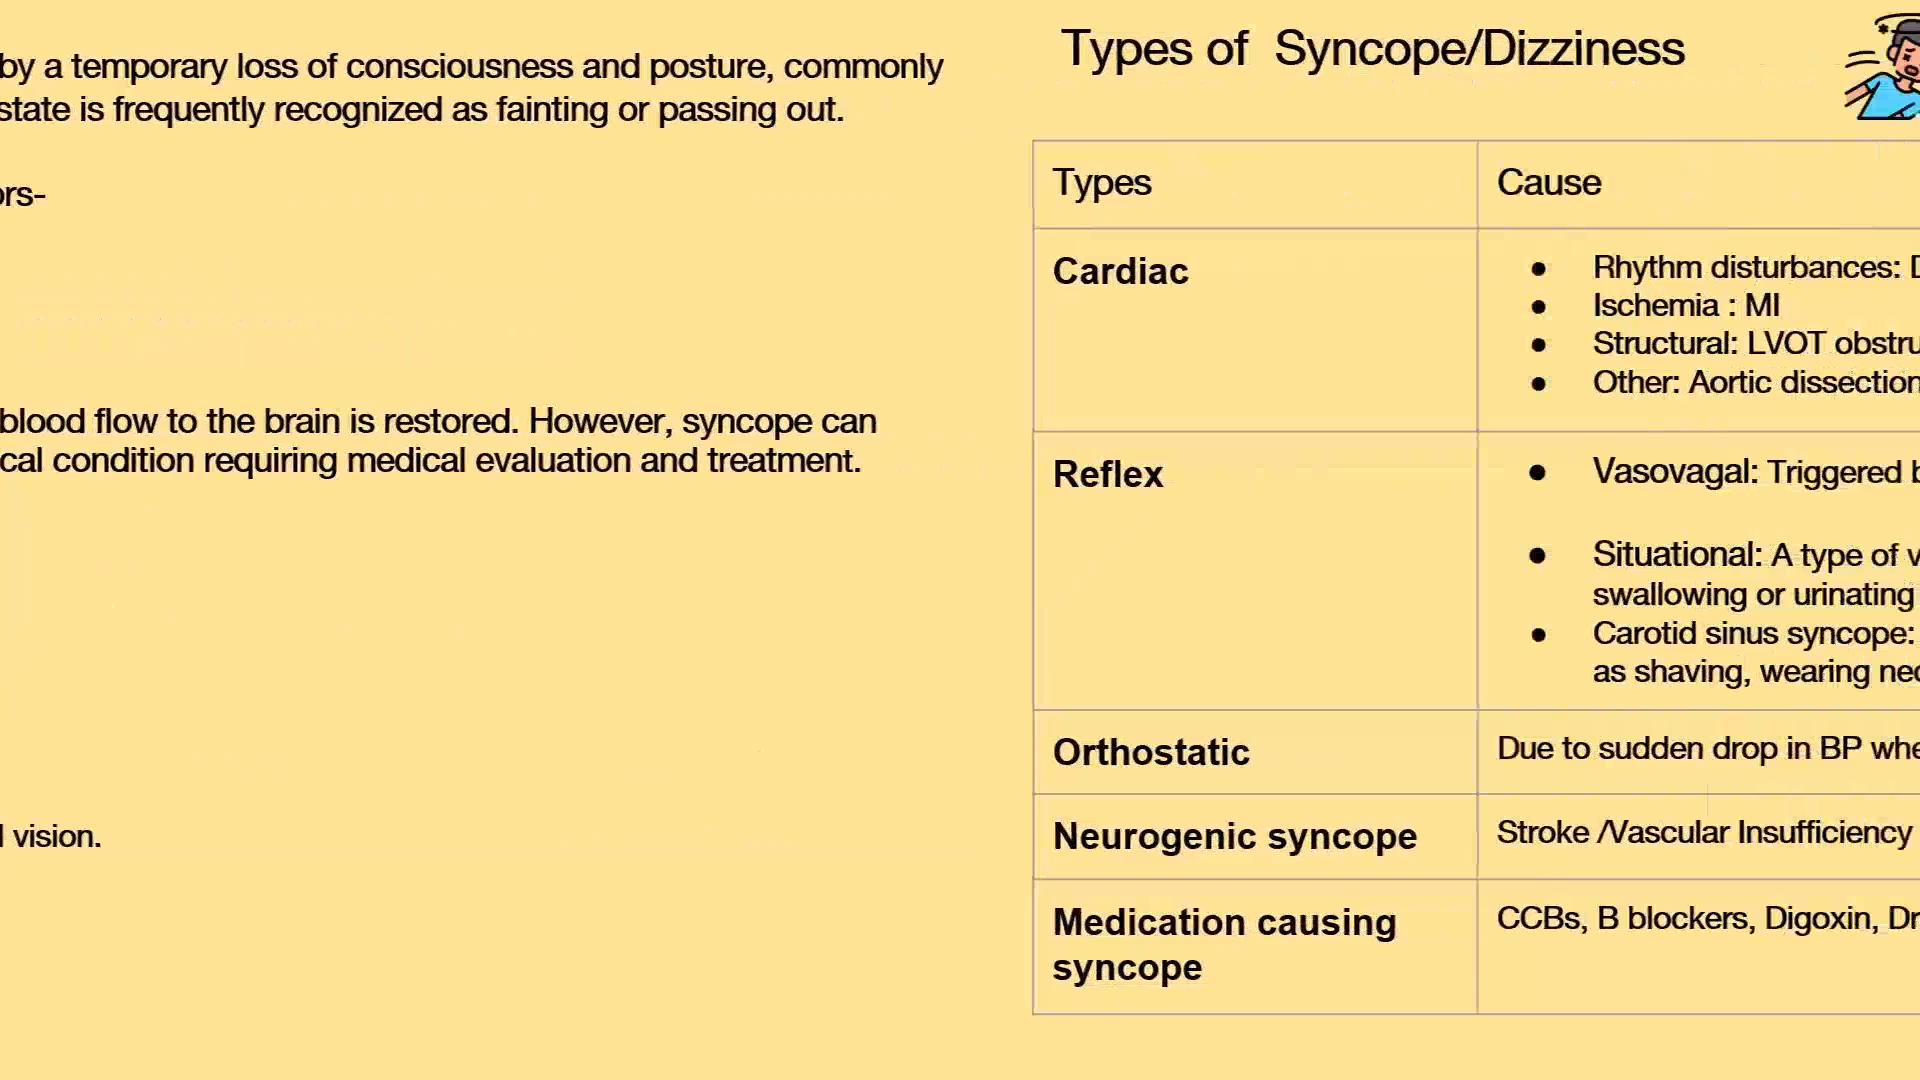 by a temporary loss of consciousness and posture, commonly
state is frequently recognized as fainting or passing out.
ors-
blood flow to the brain is restored. However, syncope can
cal condition requiring medical evaluation and treatment.
vision.
Types of Syncope/Dizziness
Types
Cause
Cardiac
● Rhythm disturbances:
● Ischemia : MI
● Structural: LVOT obstru
● Other: Aortic dissection
Reflex
● Vasovagal: Triggered
● Situational: A type of
swallowing or urinating
● Carotid sinus syncope:
as shaving, wearing
Orthostatic
Due to sudden drop in BP
Neurogenic syncope
Stroke /Vascular Insufficiency
Medication causing
syncope
CCBs, B blockers, Digoxin,